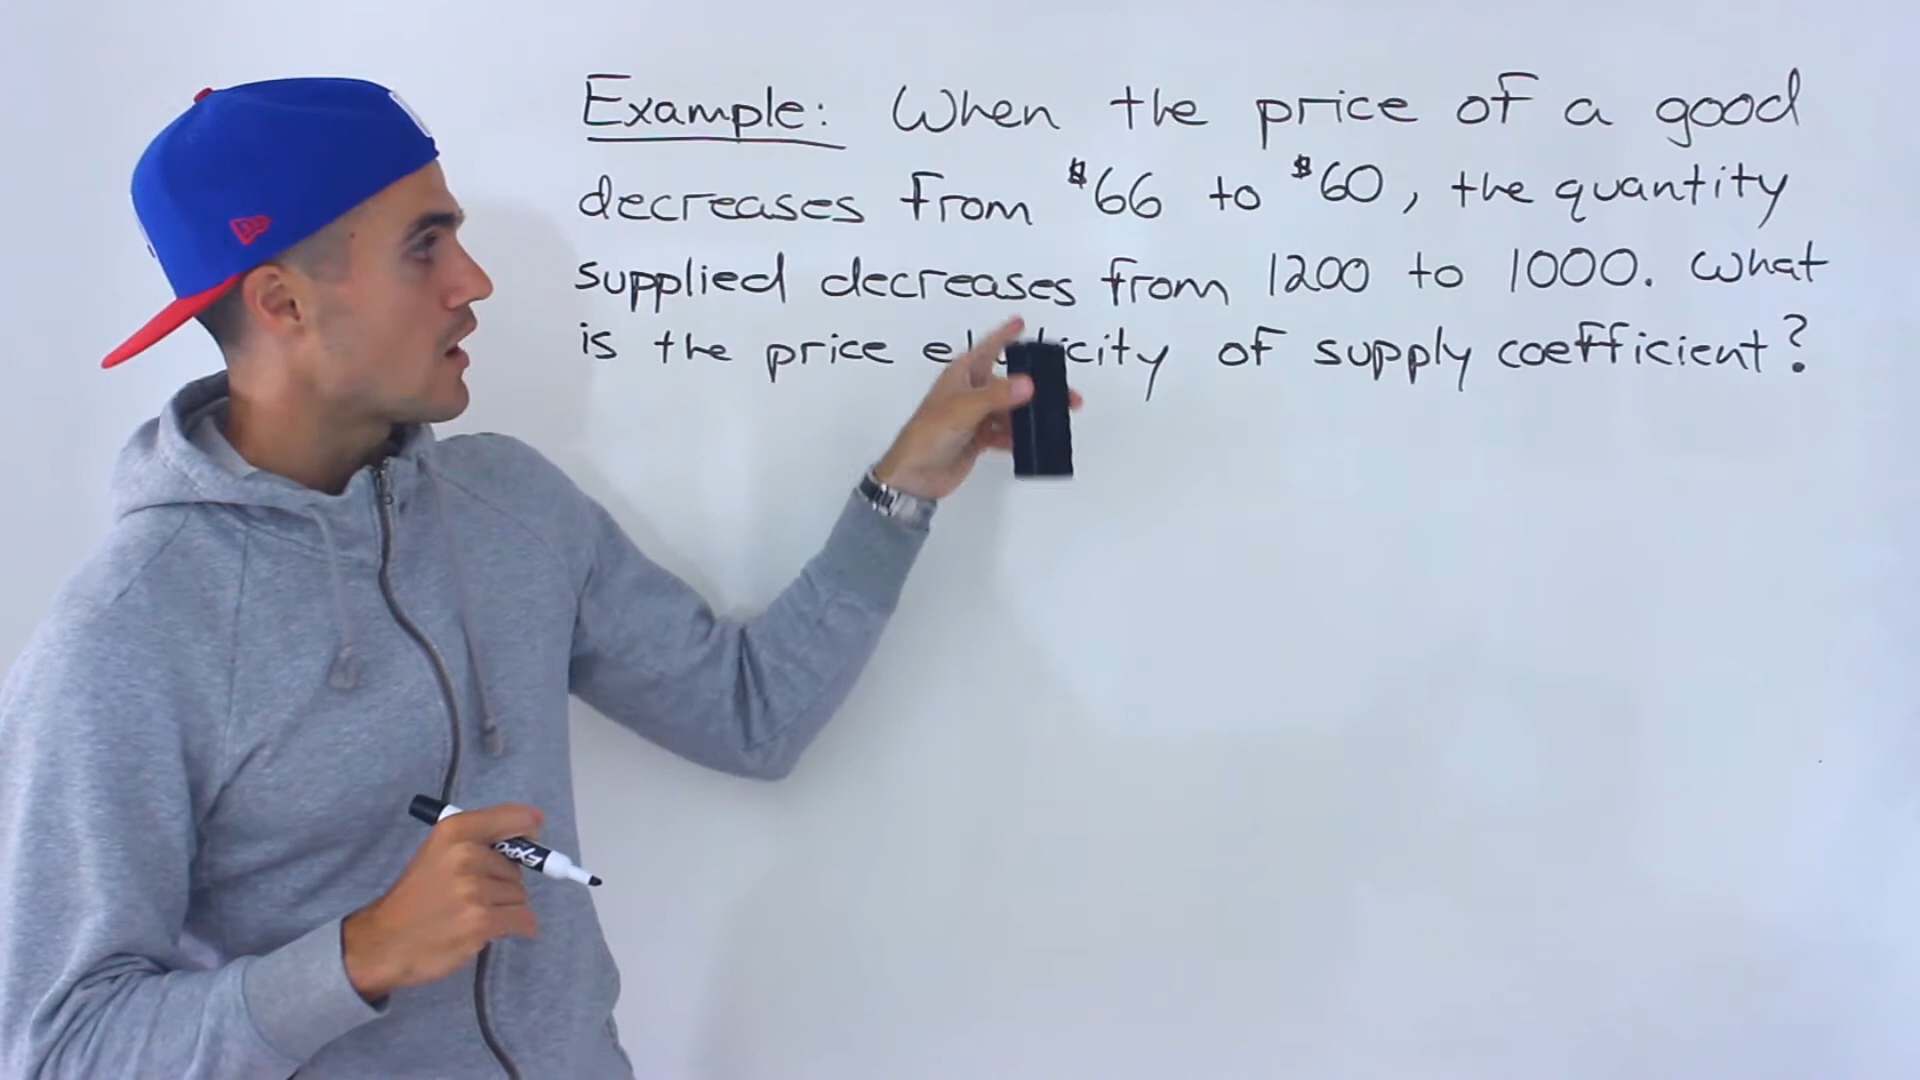 Example: When the price of a good
decreases from $66 to $60, the quantity
supplied decreases from 1200 to 1000. What
is the price of supply coefficient?
EXPO